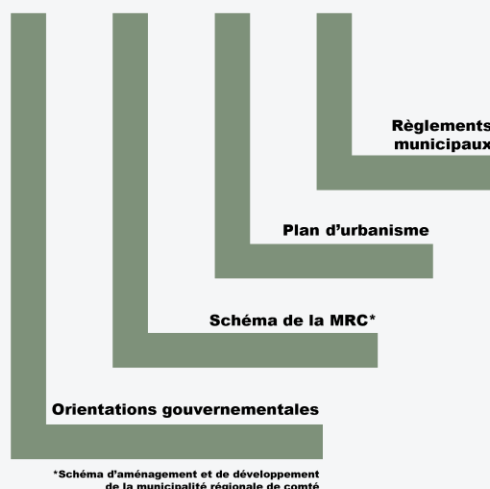 Règlements
municipaux
Plan d'urbanisme
Schéma de la MRC*
Orientations gouvernementales
*Schéma d'aménagement et de développement
de la municipalité régionale de comté